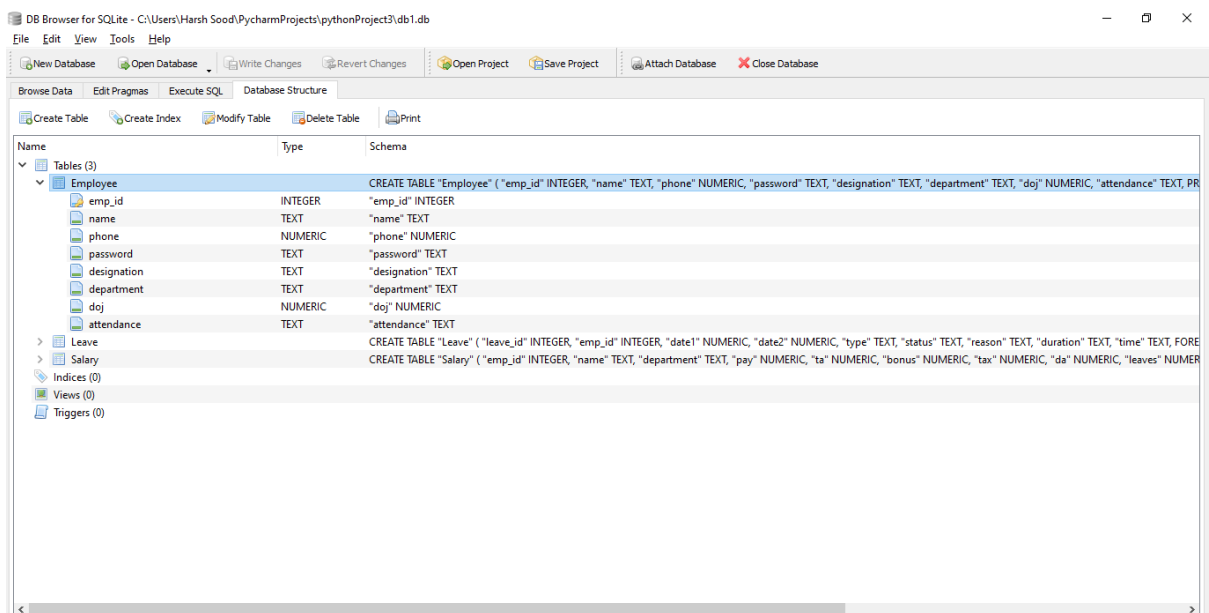 DB Browser for SQLite - C:\Users\Harsh Sood\PycharmProjects\pythonProject3\db1.db
File Edit View Tools Help
New Database Open Database Write Changes Revert Changes Open Project Save Project Attach Database Close Database
Browse Data Edit Pragmas Execute SQL Database Structure
Create Table Create Index Modify Table Delete Table Print
Name Type Schema
Tables (3)
Employee CREATE TABLE "Employee" ( "emp_id" INTEGER, "name" TEXT, "phone" NUMERIC, "password" TEXT, "designation" TEXT, "department" TEXT, "doj" NUMERIC, "attendance" TEXT, PR
emp_id INTEGER "emp_id" INTEGER
name TEXT "name" TEXT
phone NUMERIC "phone" NUMERIC
password TEXT "password" TEXT
designation TEXT "designation" TEXT
department TEXT "department" TEXT
doj NUMERIC "doj" NUMERIC
attendance TEXT "attendance" TEXT
Leave CREATE TABLE "Leave" ( "leave_id" INTEGER, "emp_id" INTEGER, "date1" NUMERIC, "date2" NUMERIC, "type" TEXT, "status" TEXT, "reason" TEXT, "duration" TEXT, "time" TEXT, FORE
Salary CREATE TABLE "Salary" ( "emp_id" INTEGER, "name" TEXT, "department" TEXT, "pay" NUMERIC, "ta" NUMERIC, "bonus" NUMERIC, "tax" NUMERIC, "da" NUMERIC, "leaves" NUMER
Indices (0)
Views (0)
Triggers (0)